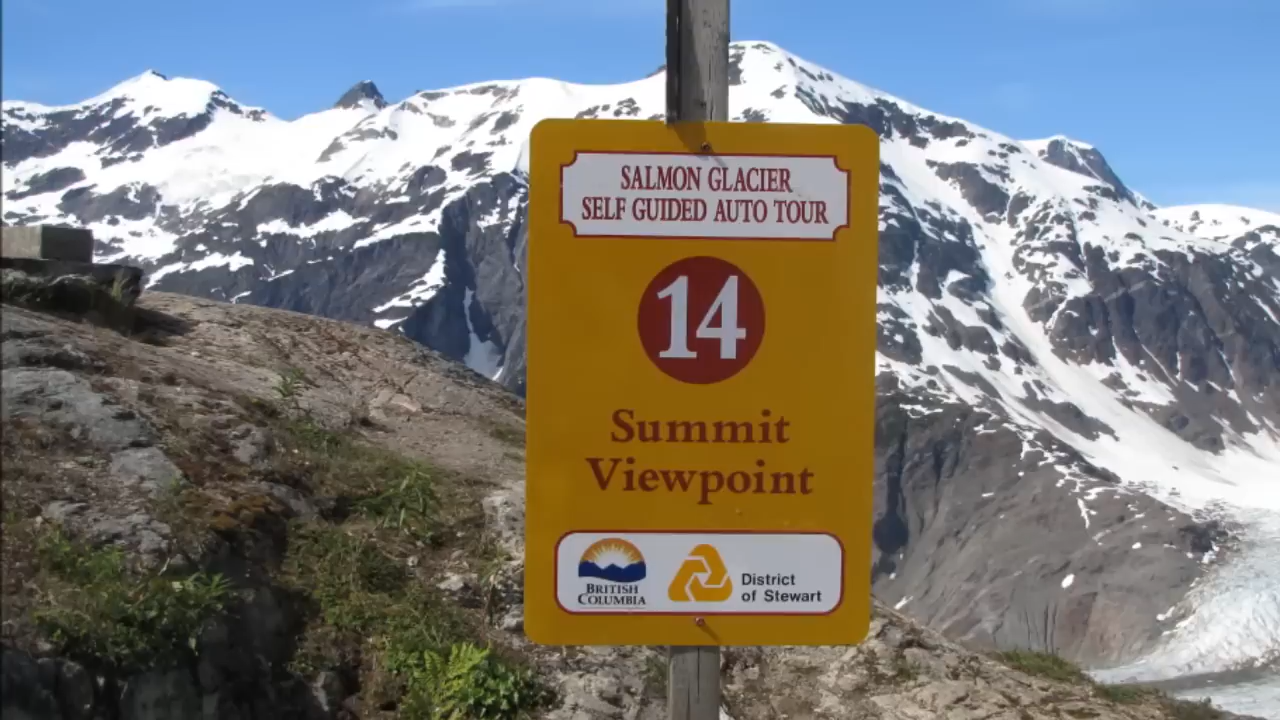 SALMON GLACIER
SELF GUIDED AUTO TOUR
14
Summit
Viewpoint
BRITISH
COLUMBIA
District
of Stewart